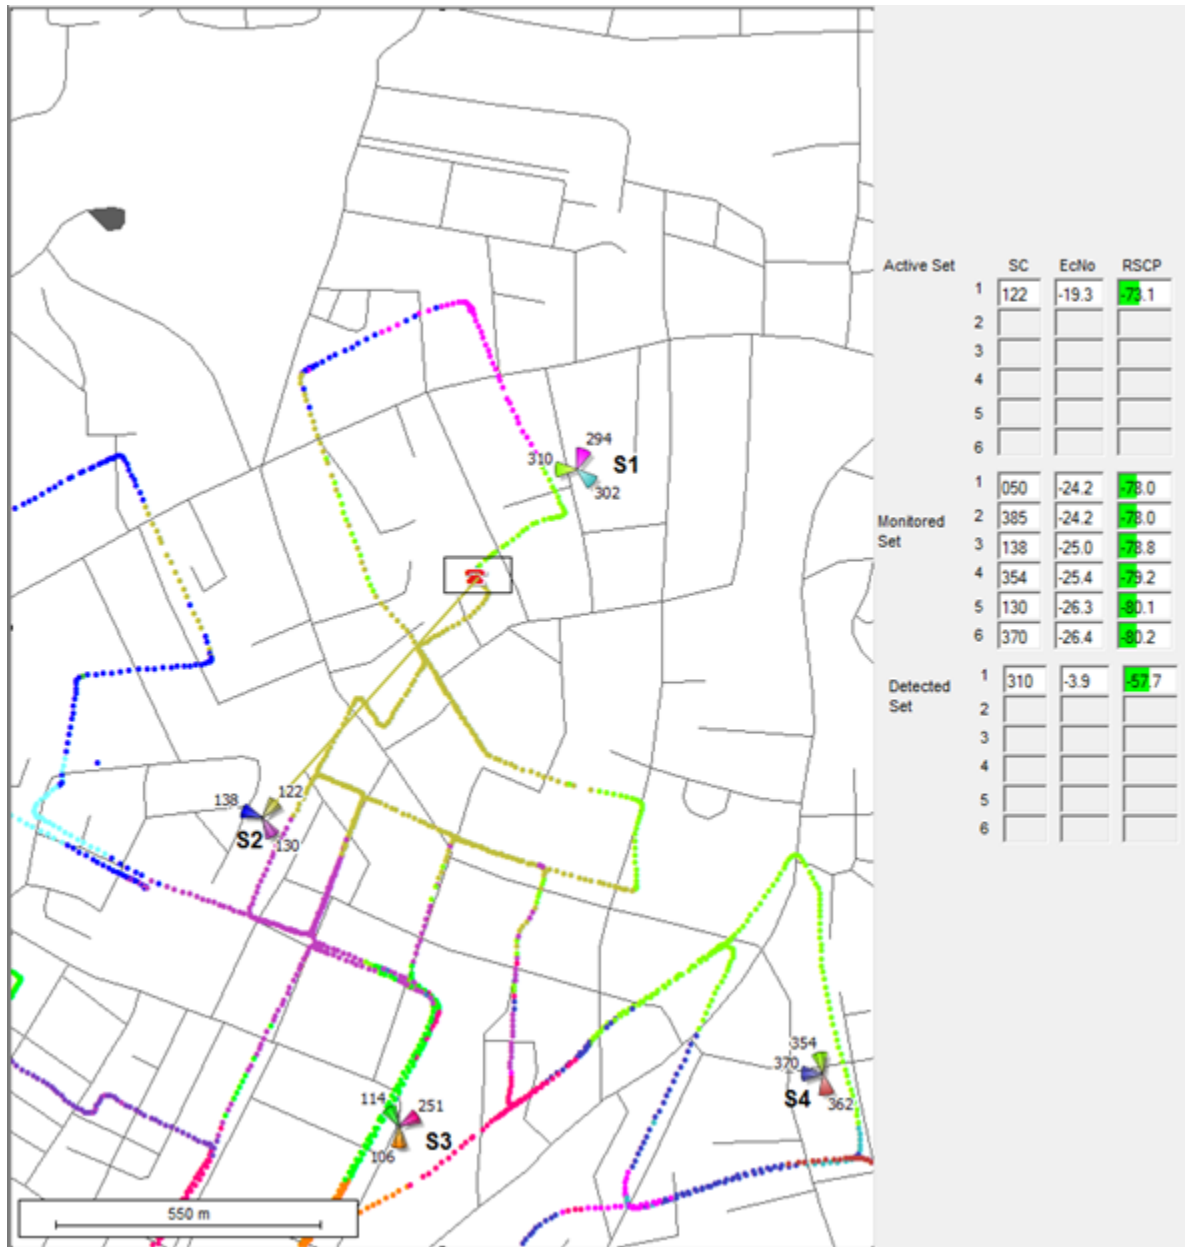 Active Set SC EcNo RSCP
1 122 -19.3 -73.1
2
3
4
5
6
Monitored Set
1 050 -24.2 -78.0
2 385 -24.2 -78.0
3 138 -25.0 -78.8
4 354 -25.4 -79.2
5 130 -26.3 -80.1
6 370 -26.4 -80.2
Detected Set
1 310 -3.9 -57.7
2
3
4
5
6
294
310 S1
302
122
138
S2 130
354
370
S4 362
114 251
S3
106
550 m